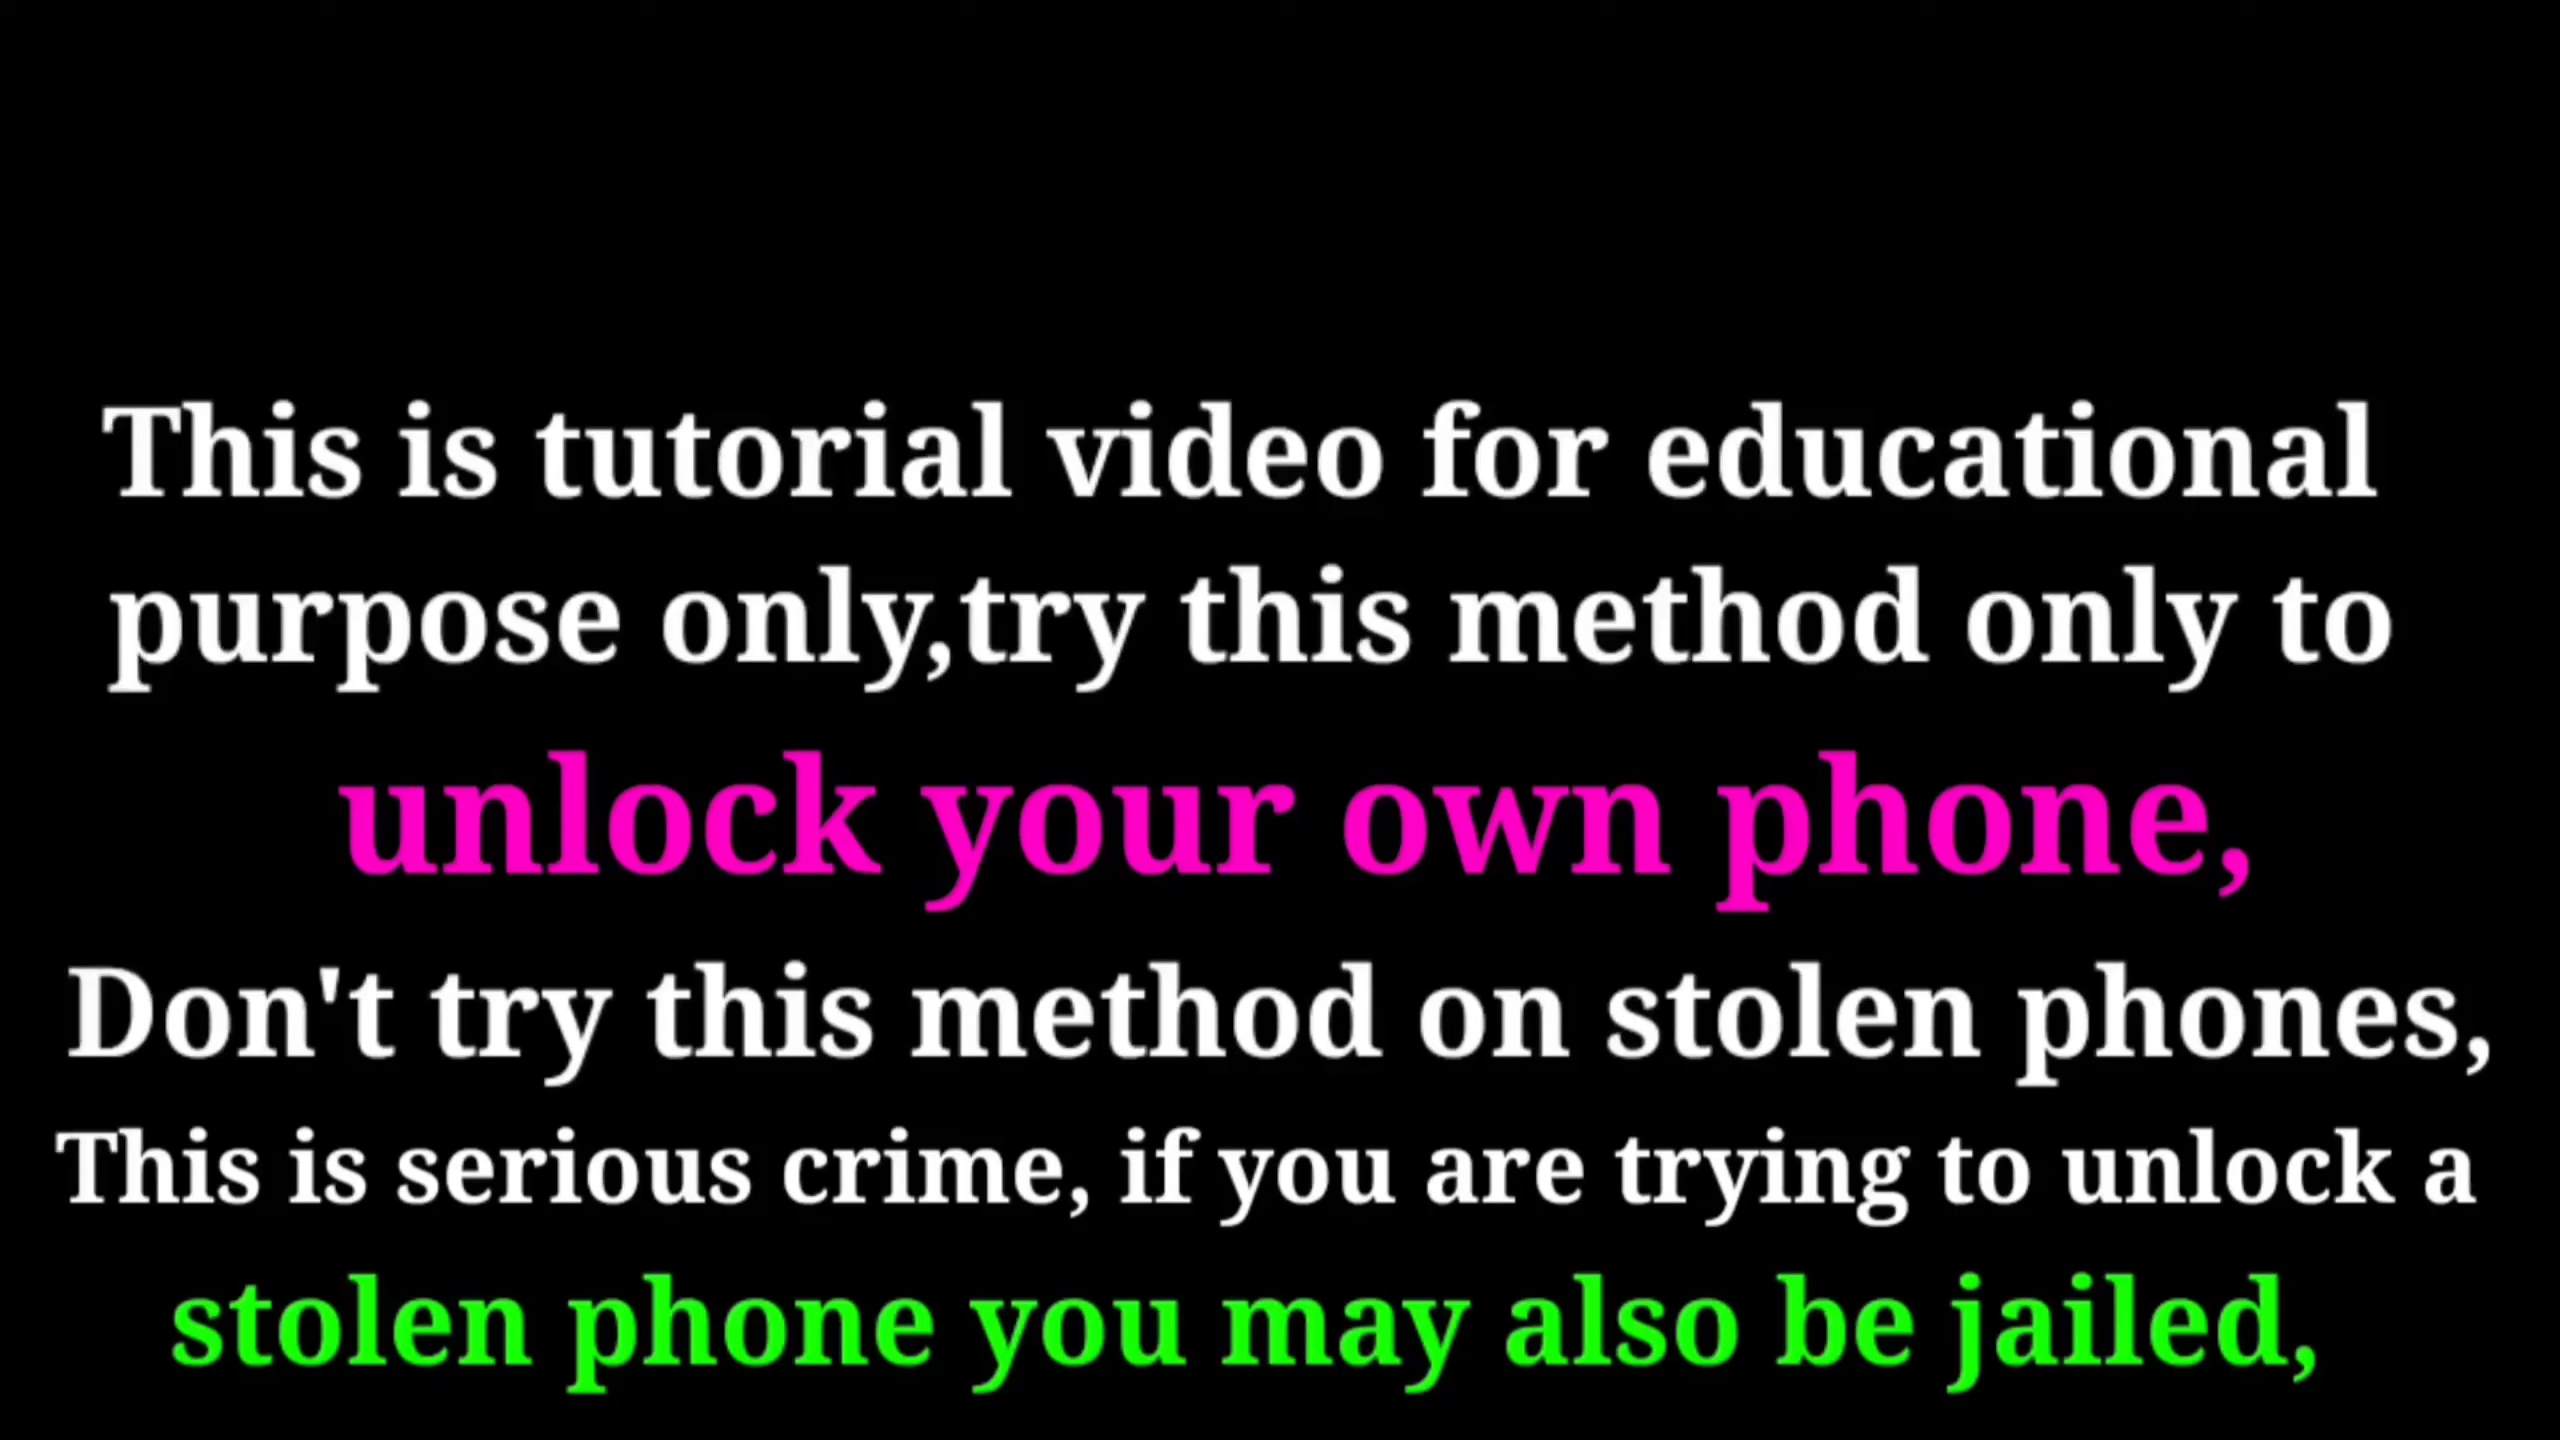 This is tutorial video for educational
purpose only,try this method only to
unlock your own phone,
Don't try this method on stolen phones,
This is serious crime, if you are trying to unlock a
stolen phone you may also be jailed,